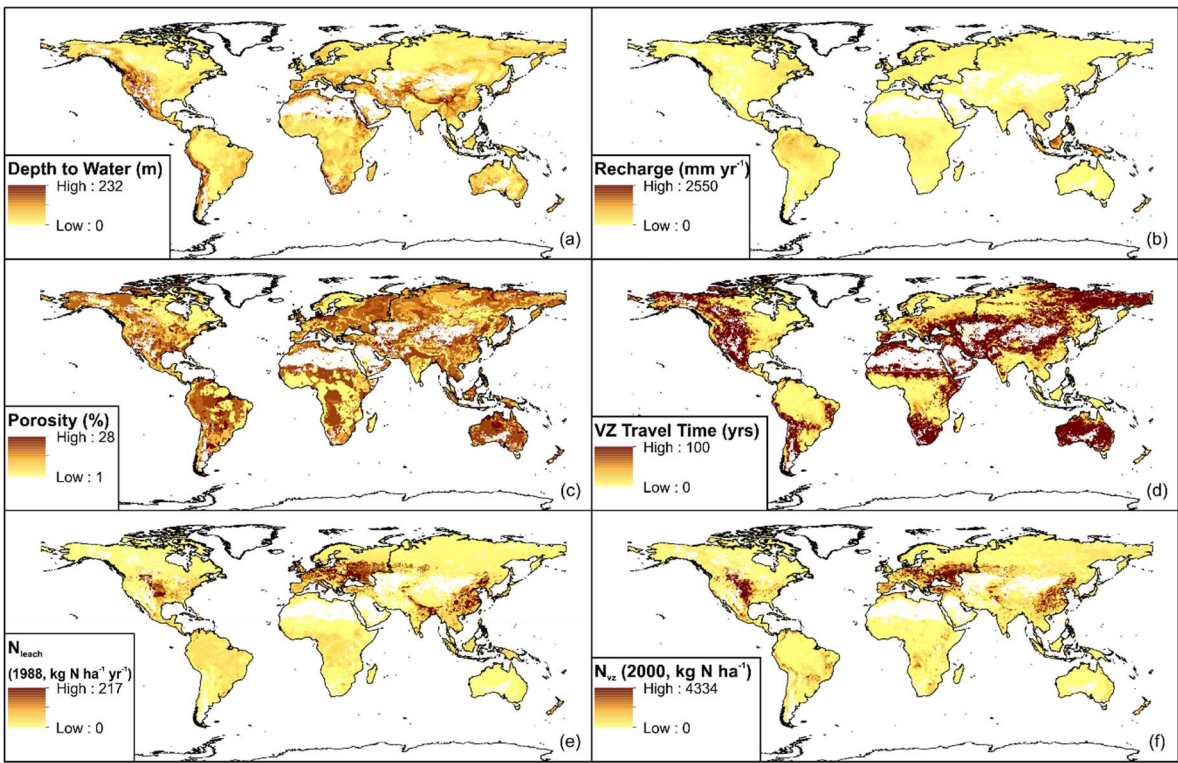 Depth to Water (m)
High : 232
Low : 0
(a)
Recharge (mm yr⁻¹)
High : 2550
Low : 0
(b)
Porosity (%)
High : 28
Low : 1
(c)
VZ Travel Time (yrs)
High : 100
Low : 0
(d)
Nleach
(1988, kg N ha⁻¹ yr⁻¹)
High : 217
Low : 0
(e)
Nvz (2000, kg N ha⁻¹)
High : 4334
Low : 0
(f)